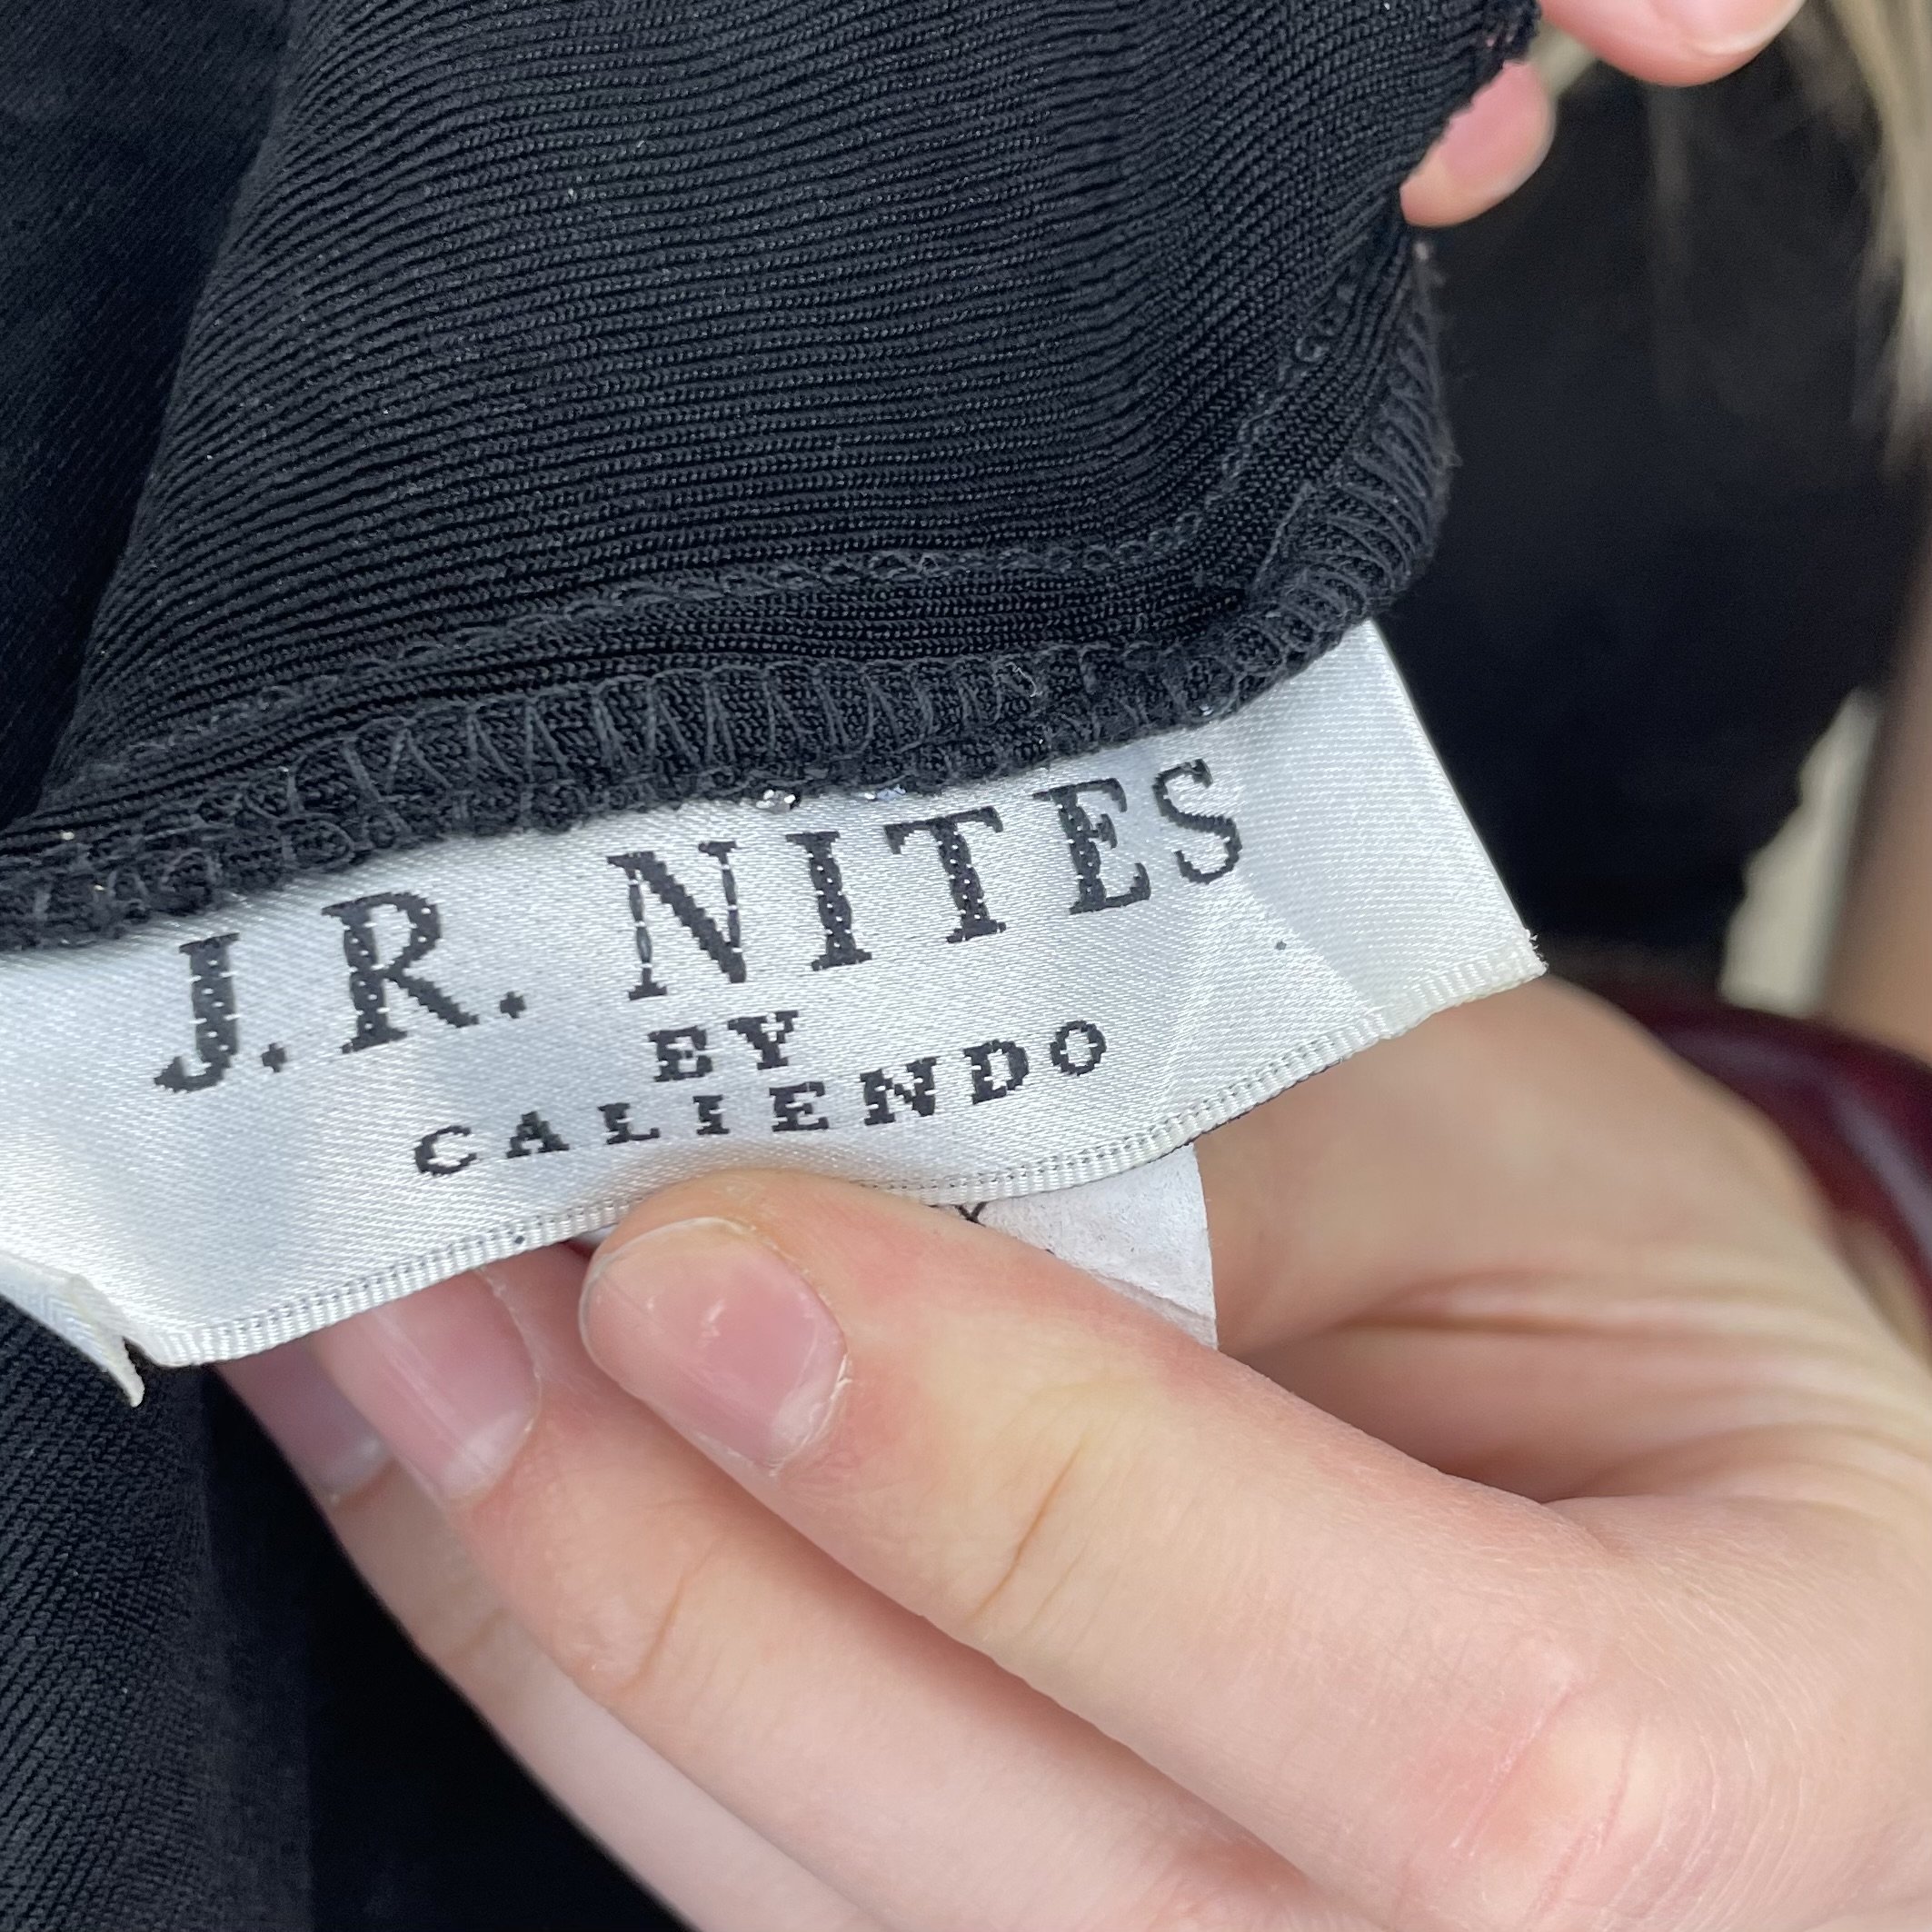 J.R. NITES
BY
CALIENDO